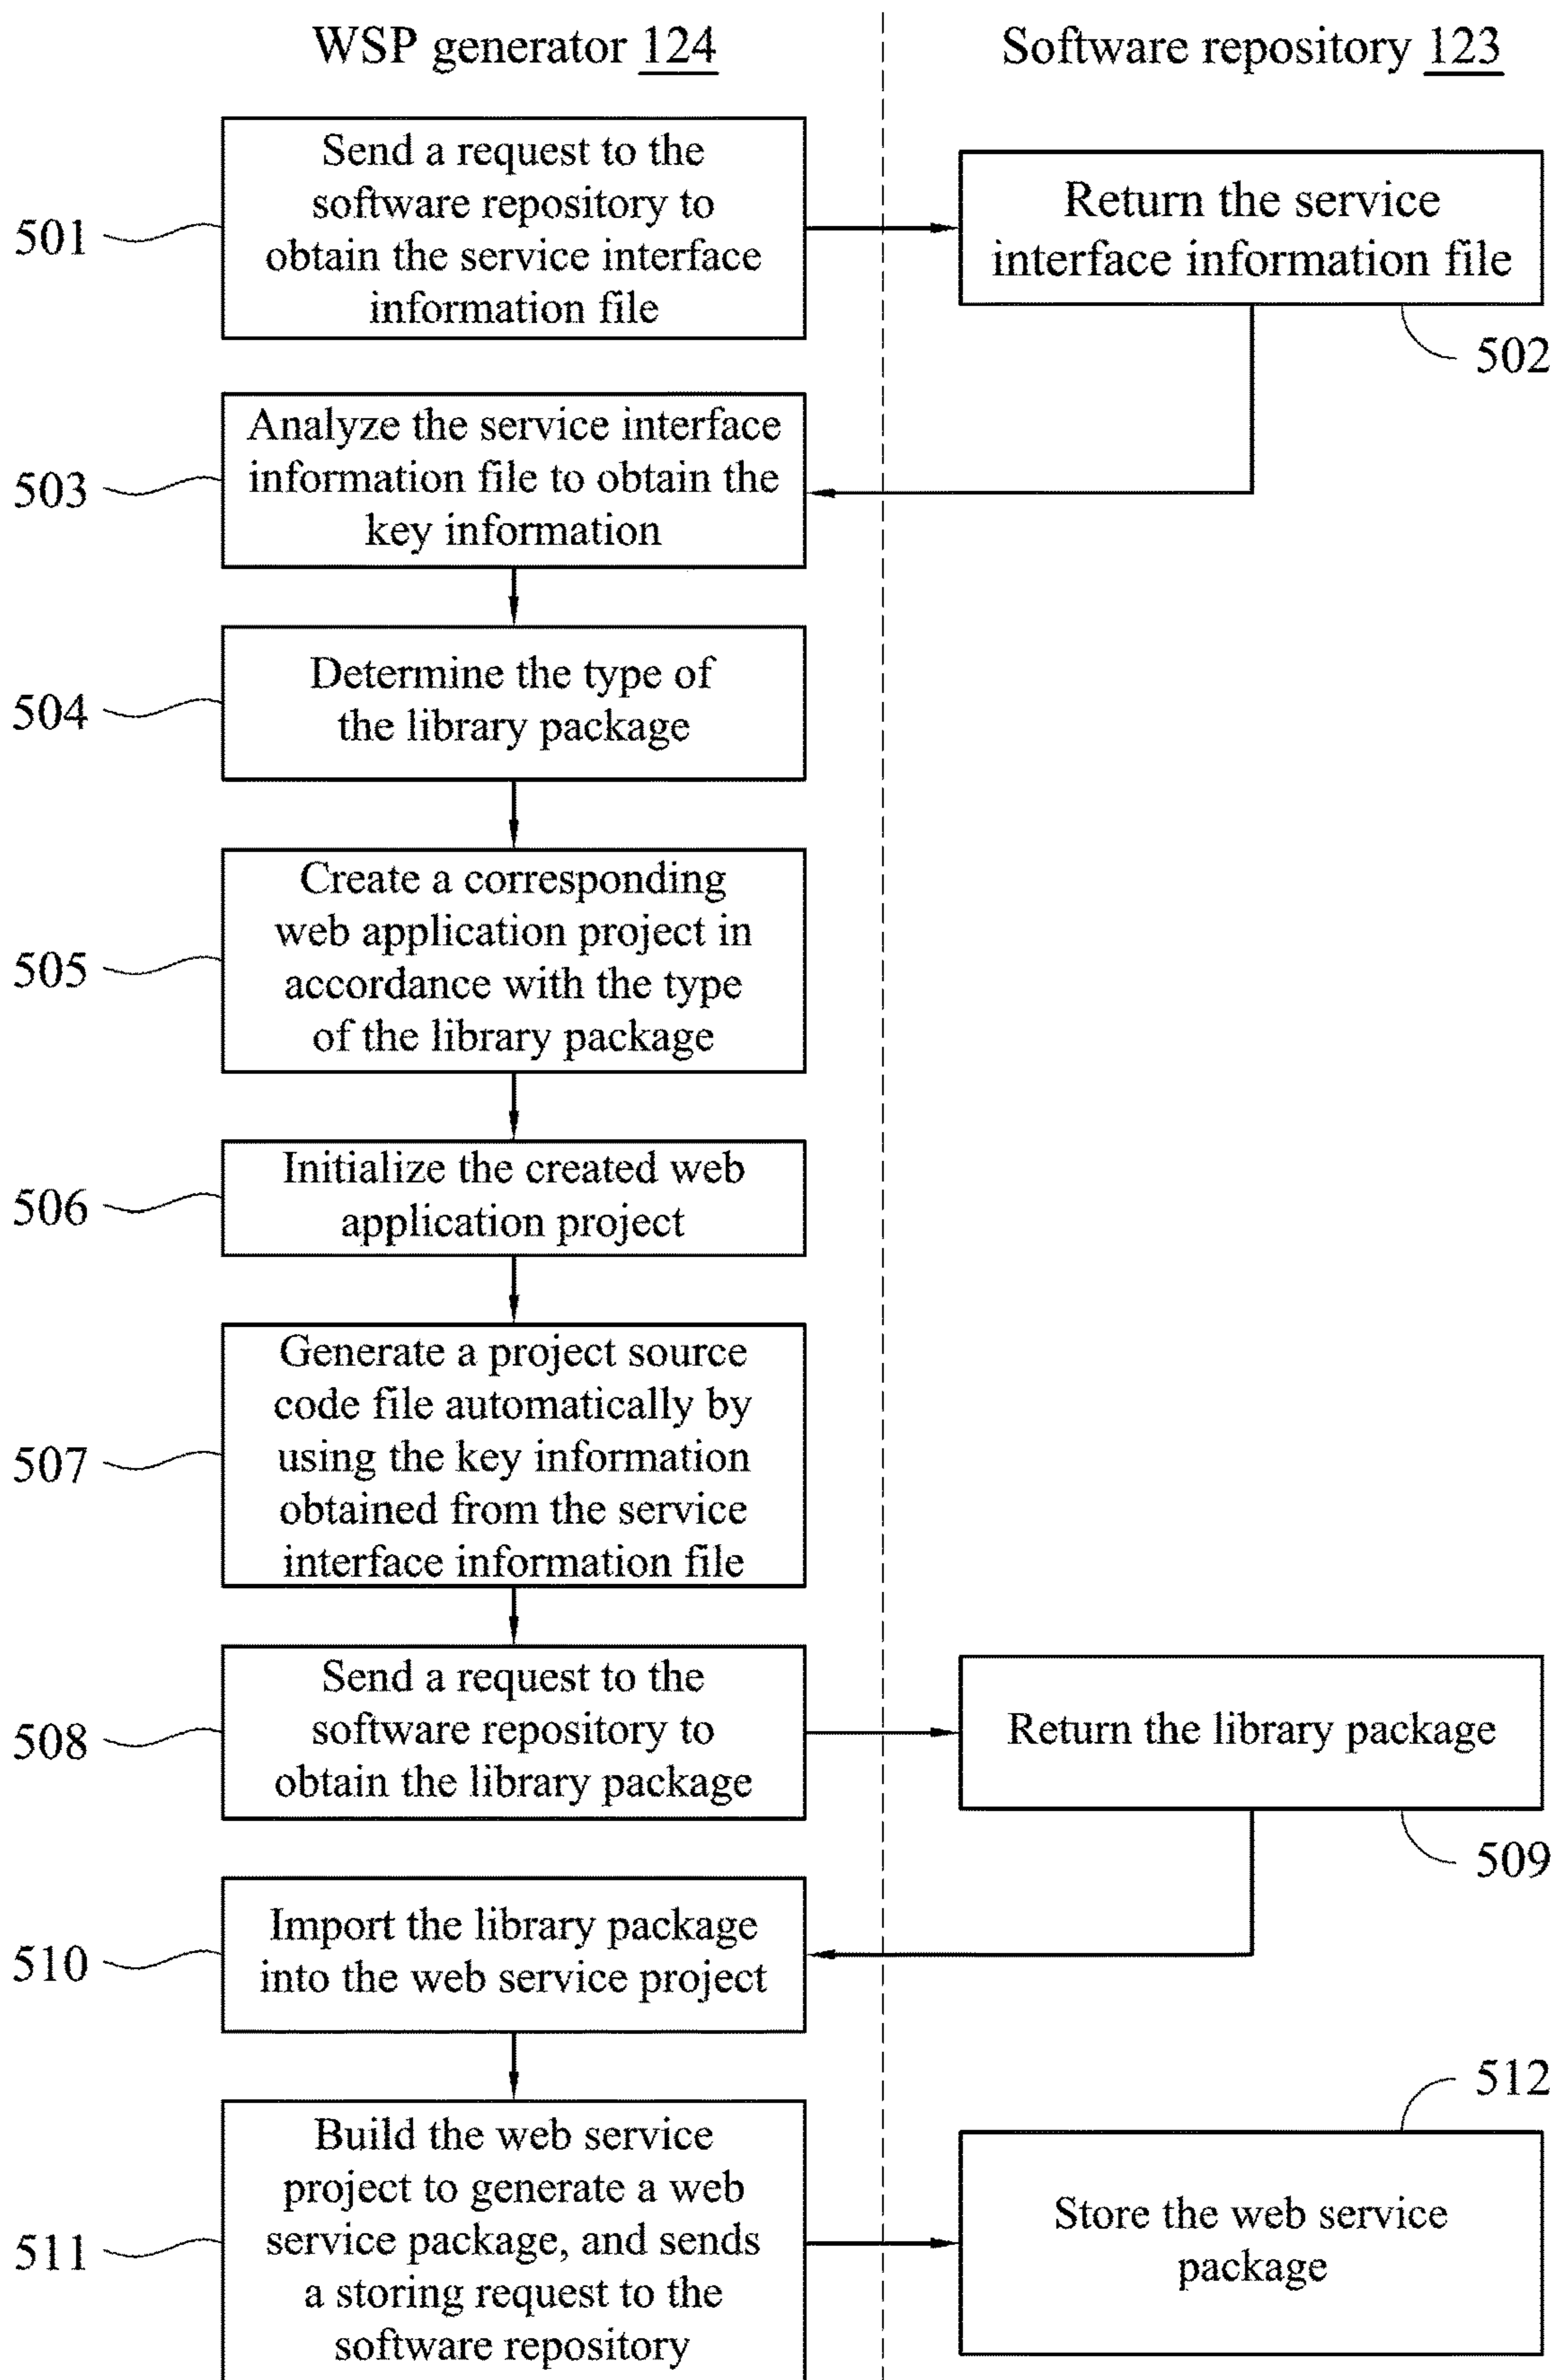 WSP generator 124
Software repository 123
501
Send a request to the
software repository to
obtain the service interface
information file
Return the service
interface information file
502
503
Analyze the service interface
information file to obtain the
key information
504
Determine the type of
the library package
505
Create a corresponding
web application project in
accordance with the type
of the library package
506
Initialize the created web
application project
507
Generate a project source
code file automatically by
using the key information
obtained from the service
interface information file
508
Send a request to the
software repository to
obtain the library package
Return the library package
509
510
Import the library package
into the web service project
511
Build the web service
project to generate a web
service package, and sends
a storing request to the
software repository
512
Store the web service
package